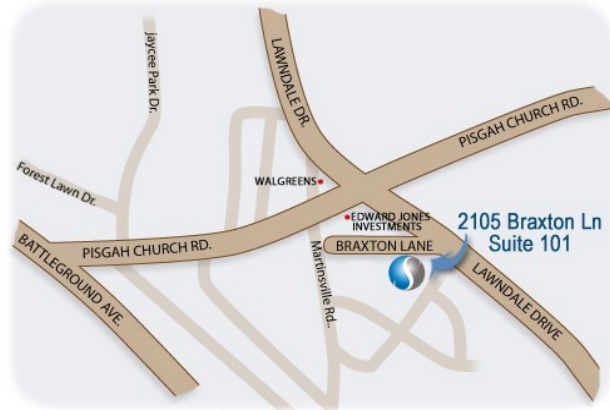 jaycee Park Dr.
LAWNDALE DR.
PISGAH CHURCH RD.
Forest Lawn Dr.
WALGREENS
EDWARD JONES
INVESTMENTS
2105 Braxton Ln
Suite 101
BATTLEGROUND AVE.
PISGAH CHURCH RD.
BRAXTON LANE
Martinsville Rd..
LAWNDALE DRIVE